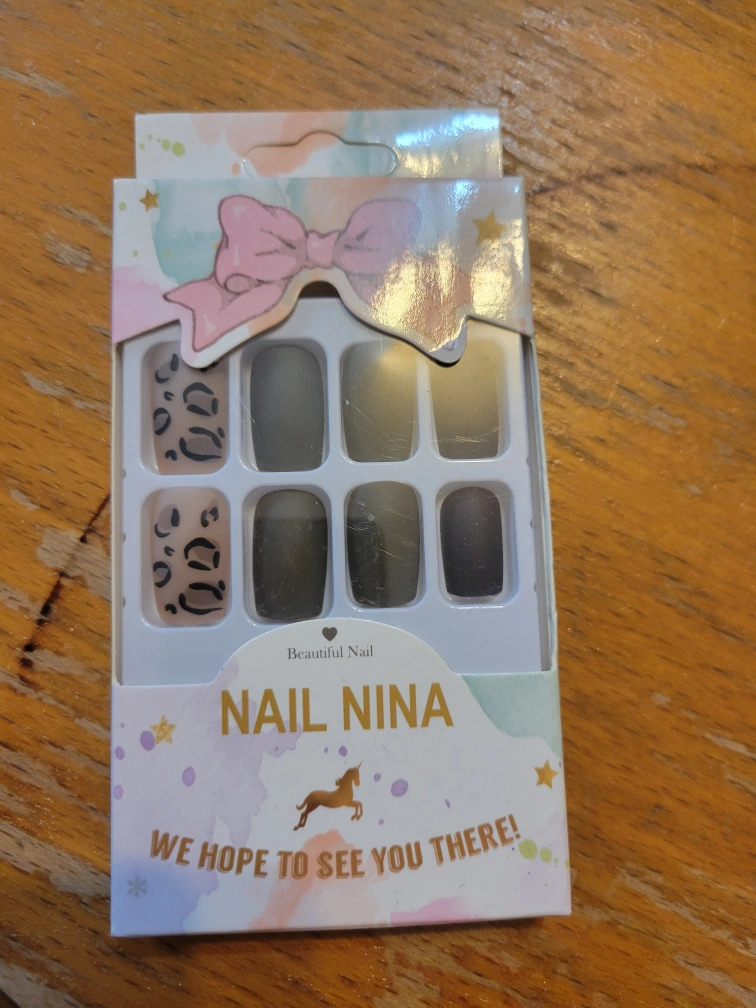 Beautiful Nail
NAIL NINA
WE HOPE TO SEE YOU THERE!